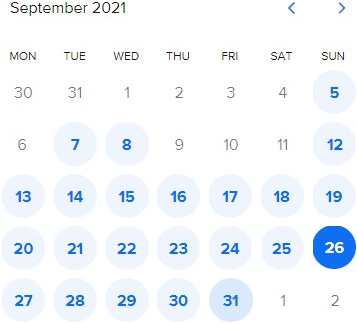 September 2021
MON TUE WED THU FRI SAT SUN
30 31 1 2 3 4 5
6 7 8 9 10 11 12
13 14 15 16 17 18 19
20 21 22 23 24 25 26
27 28 29 30 31 1 2